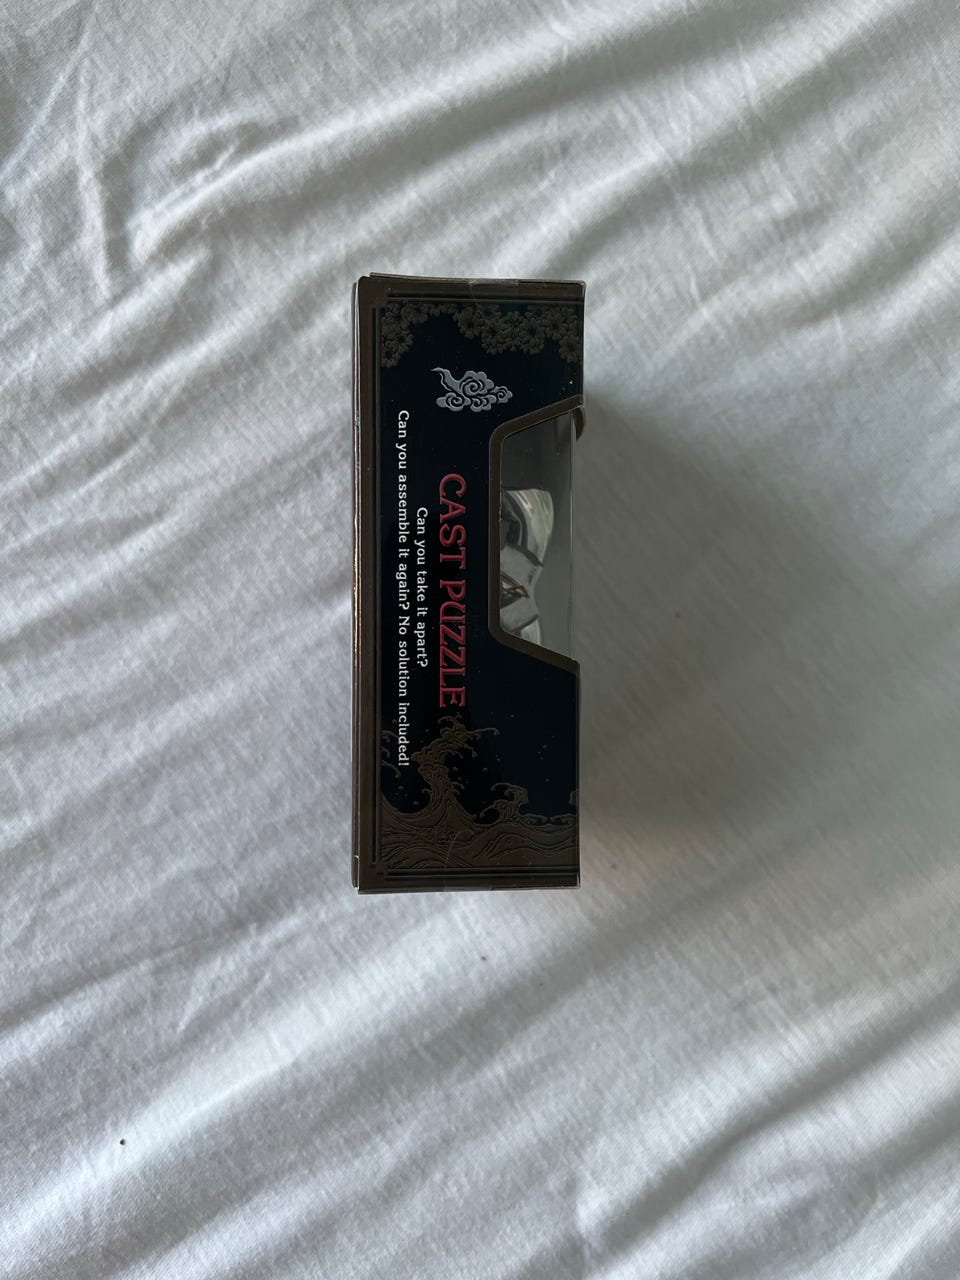 CAST PUZZLE
Can you take it apart?
Can you assemble it again? No solution included!